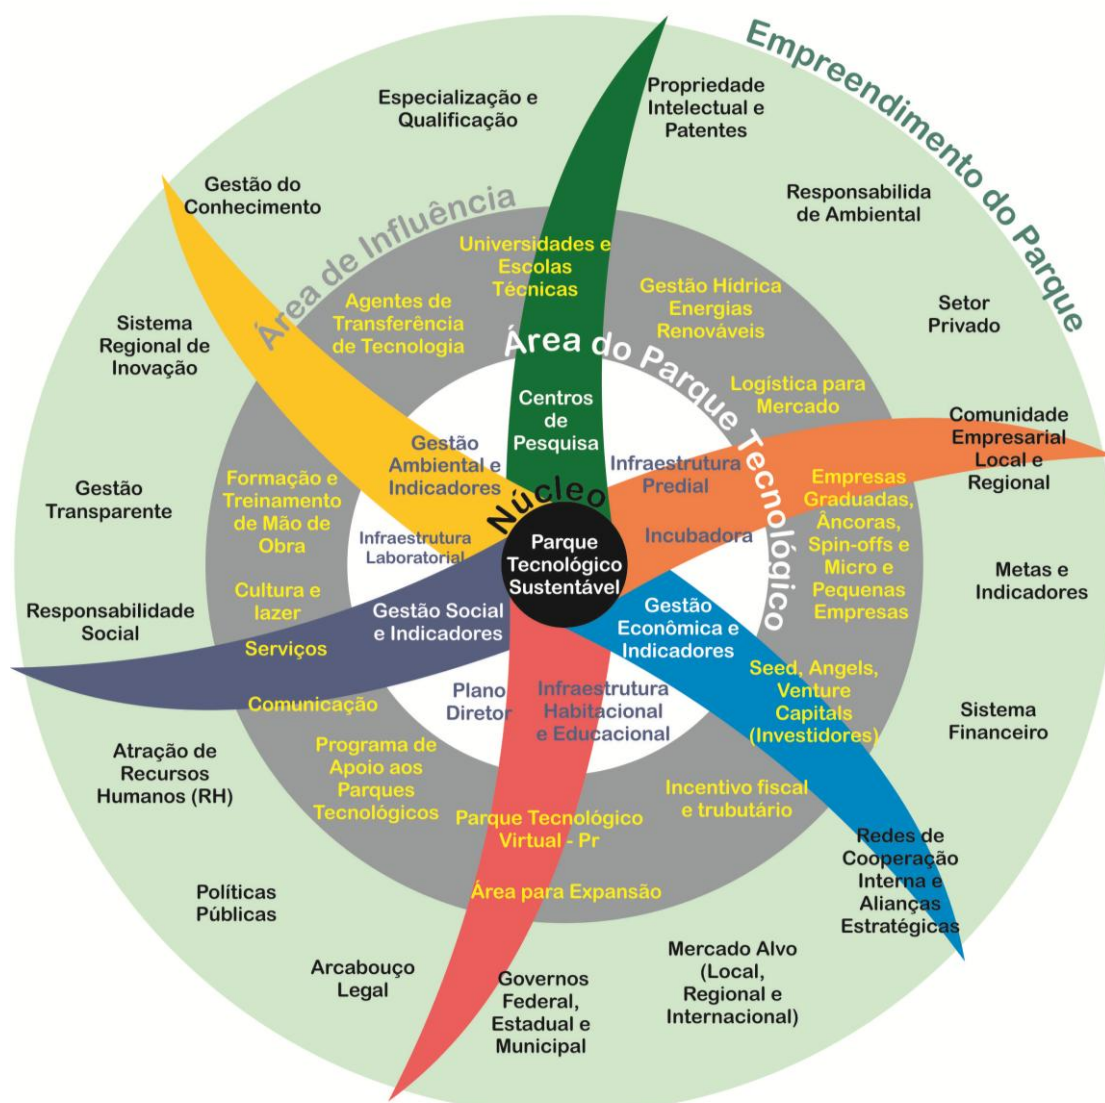 Empreendimento do Parque
Especialização e
Qualificação
Propriedade
Intelectual e
Patentes
Gestão do
Conhecimento
Responsabilida
de Ambiental
Área de Influência
Universidades e
Escolas
Técnicas
Gestão Hídrica
Energias
Renováveis
Agentes de
Transferência
de Tecnologia
Sistema
Regional de
Inovação
Setor
Privado
Área do Parque Tecnológico
Logística para
Mercado
Centros
de
Pesquisa
Comunidade
Empresarial
Local e
Regional
Gestão
Ambiental e
Indicadores
Infraestrutura
Predial
Formação e
Treinamento
de Mão de
Obra
Empresas
Graduadas,
Âncoras,
Spin-offs e
Micro e
Pequenas
Empresas
Gestão
Transparente
Núcleo
Infraestrutura
Laboratorial
Incubadora
Parque
Tecnológico
Sustentável
Metas e
Indicadores
Cultura e
lazer
Responsabilidade
Social
Gestão Social
e Indicadores
Gestão
Econômica e
Indicadores
Serviços
Comunicação
Plano
Diretor
Infraestrutura
Habitacional
e Educacional
Seed, Angels,
Venture
Capitals
(Investidores)
Sistema
Financeiro
Atração de
Recursos
Humanos (RH)
Programa de
Apoio aos
Parques
Tecnológicos
Incentivo fiscal
e trubutário
Parque Tecnológico
Virtual - Pr
Redes de
Cooperação
Interna e
Alianças
Estratégicas
Políticas
Públicas
Área para Expansão
Arcabouço
Legal
Governos
Federal,
Estadual e
Municipal
Mercado Alvo
(Local,
Regional e
Internacional)